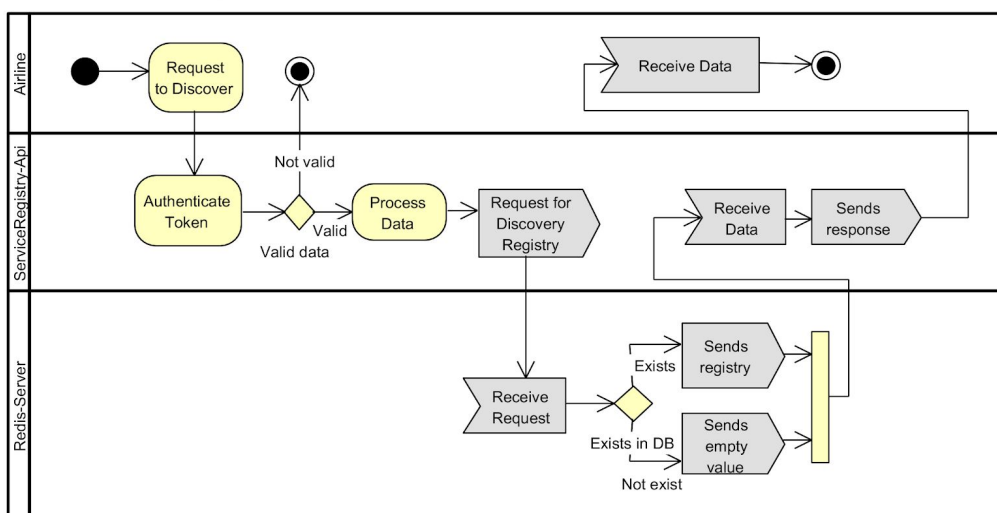 Airline
Request
to Discover
Receive Data
ServiceRegistry-Api
Not valid
Authenticate
Token
Valid data
Valid
Process
Data
Request for
Discovery
Registry
Receive
Data
Sends
response
Redis-Server
Receive
Request
Exists
Exists in DB
Not exist
Sends
registry
Sends
empty
value